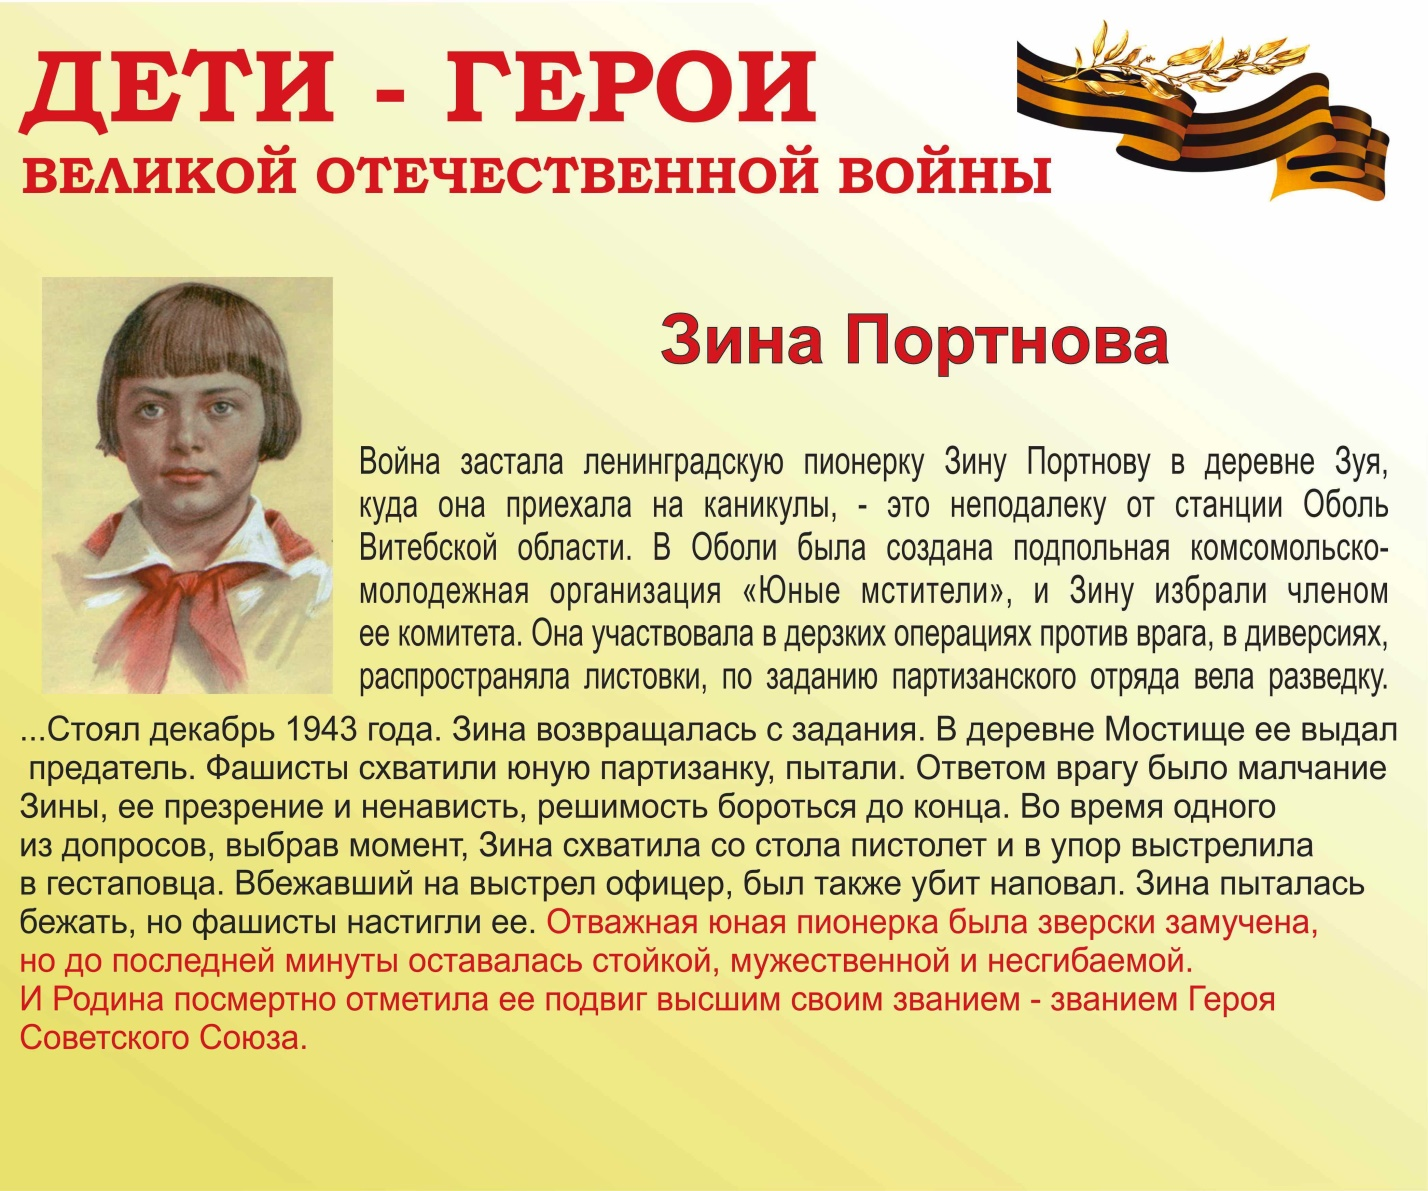 ДЕТИ - ГЕРОИ
ВЕЛИКОЙ ОТЕЧЕСТВЕННОЙ ВОЙНЫ
Зина Портнова
Война застала ленинградскую пионерку Зину Портнову в деревне Зуя,
куда она приехала на каникулы, - это неподалеку от станции Оболь
Витебской области. В Оболи была создана подпольная комсомольско-
молодежная организация «Юные мстители», и Зину избрали членом
ее комитета. Она участвовала в дерзких операциях против врага, в диверсиях,
распространяла листовки, по заданию партизанского отряда вела разведку.
...Стоял декабрь 1943 года. Зина возвращалась с задания. В деревне Мостище ее выдал
предатель. Фашисты схватили юную партизанку, пытали. Ответом врагу было малчание
Зины, ее презрение и ненависть, решимость бороться до конца. Во время одного
из допросов, выбрав момент, Зина схватила со стола пистолет и в упор выстрелила
в гестаповца. Вбежавший на выстрел офицер, был также убит наповал. Зина пыталась
бежать, но фашисты настигли ее. Отважная юная пионерка была зверски замучена,
но до последней минуты оставалась стойкой, мужественной и несгибаемой.
И Родина посмертно отметила ее подвиг высшим своим званием - званием Героя
Советского Союза.